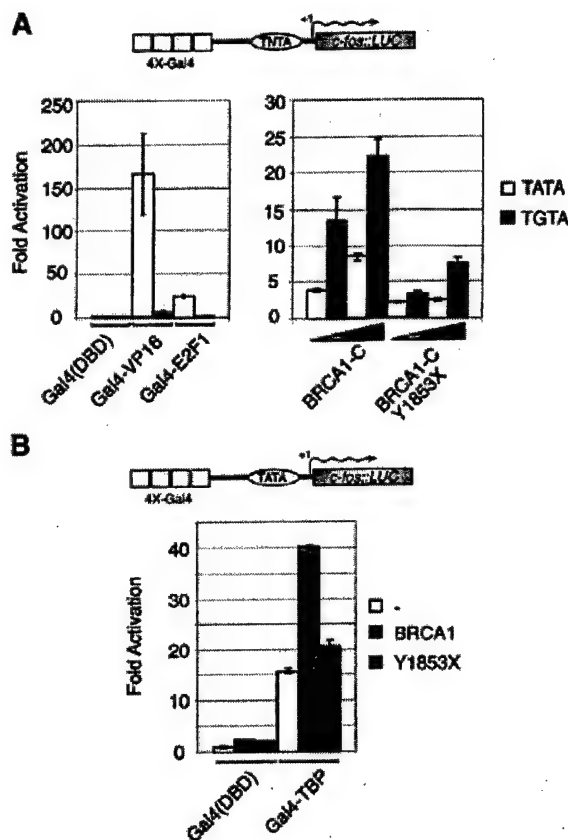 A
+1
TNTA
c-fos::LUC
4X-Gal4
Fold Activation
250
200
150
100
50
0
Gal4(DBD)
Gal4-VP16
Gal4-E2F1
30
25
20
15
10
5
0
BRCA1-C
BRCA1-C
Y1853X
TATA
TGTA
B
+1
TATA
c-fos::LUC
4X-Gal4
Fold Activation
40
30
20
10
0
Gal4(DBD)
Gal4-TBP
-
BRCA1
Y1853X